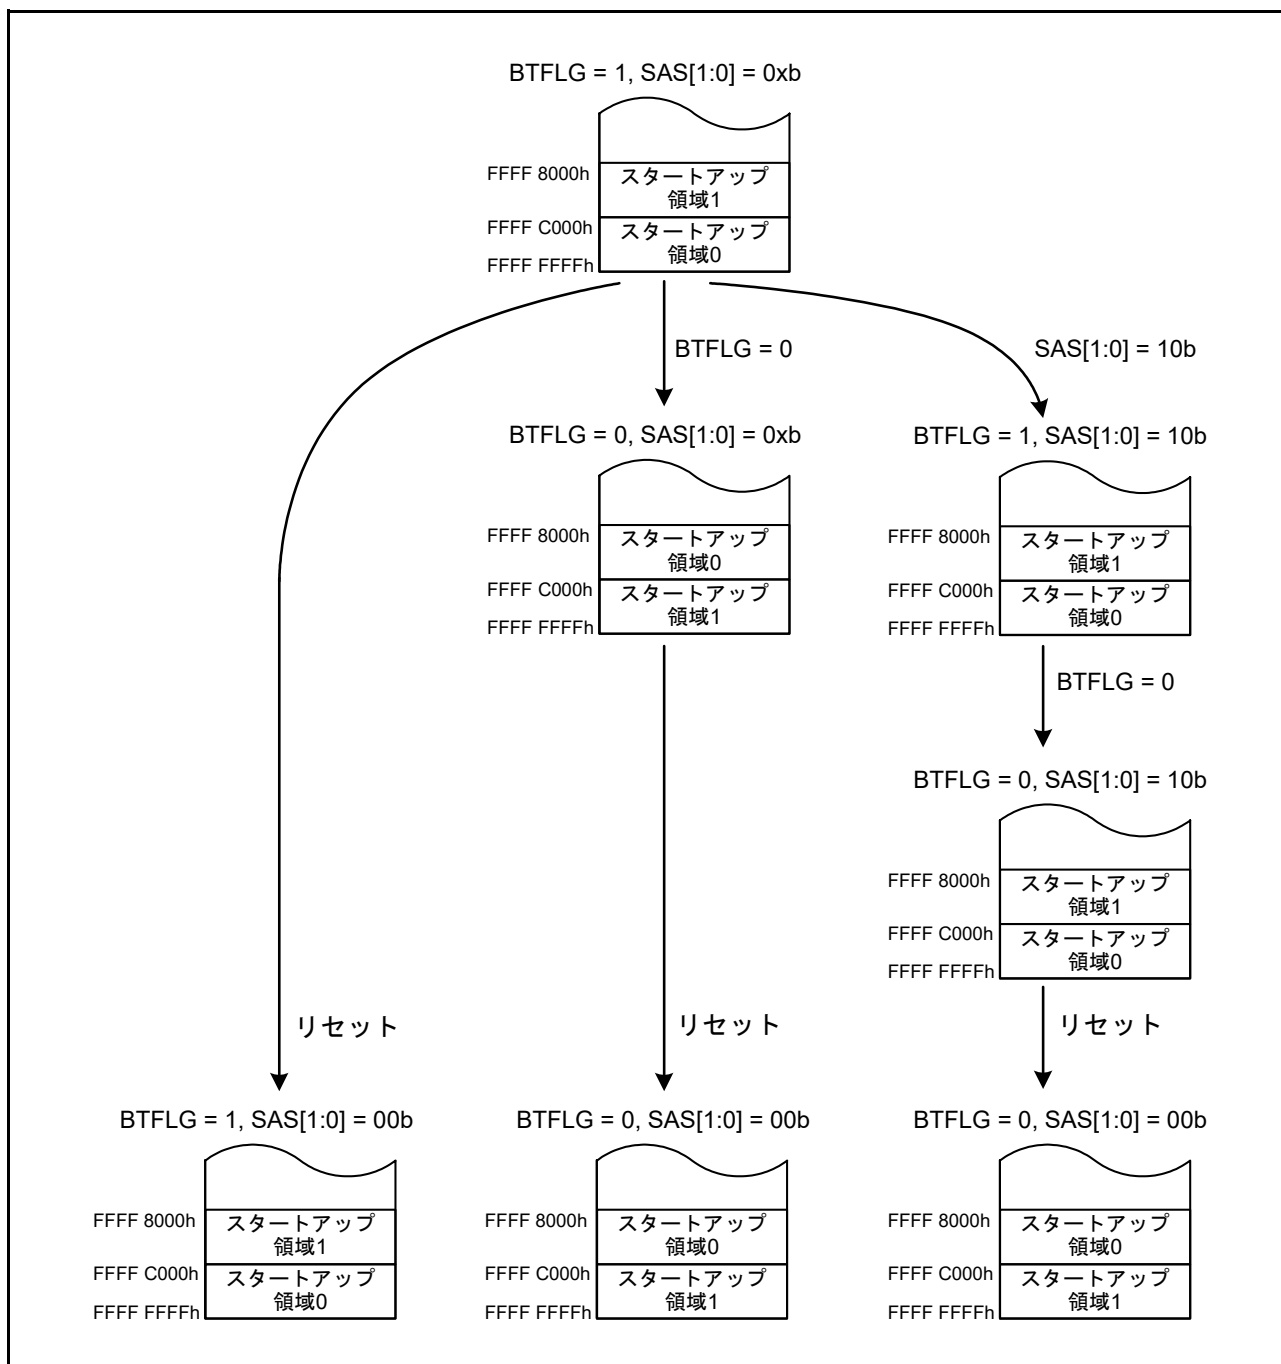 BTFLG = 1, SAS[1:0] = 0xb
FFFF 8000h
スタートアップ
領域1
FFFF C000h
スタートアップ
領域0
FFFF FFFFh
BTFLG = 0
SAS[1:0] = 10b
BTFLG = 0, SAS[1:0] = 0xb
FFFF 8000h
スタートアップ
領域0
FFFF C000h
スタートアップ
領域1
FFFF FFFFh
BTFLG = 1, SAS[1:0] = 10b
FFFF 8000h
スタートアップ
領域1
FFFF C000h
スタートアップ
領域0
FFFF FFFFh
BTFLG = 0
BTFLG = 0, SAS[1:0] = 10b
FFFF 8000h
スタートアップ
領域1
FFFF C000h
スタートアップ
領域0
FFFF FFFFh
リセット
リセット
リセット
BTFLG = 1, SAS[1:0] = 00b
FFFF 8000h
スタートアップ
領域1
FFFF C000h
スタートアップ
領域0
FFFF FFFFh
BTFLG = 0, SAS[1:0] = 00b
FFFF 8000h
スタートアップ
領域0
FFFF C000h
スタートアップ
領域1
FFFF FFFFh
BTFLG = 0, SAS[1:0] = 00b
FFFF 8000h
スタートアップ
領域0
FFFF C000h
スタートアップ
領域1
FFFF FFFFh